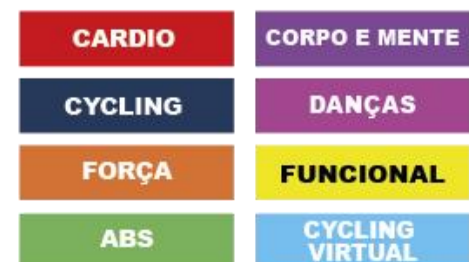 CARDIO
CORPO E MENTE
CYCLING
DANÇAS
FORÇA
FUNCIONAL
ABS
CYCLING
VIRTUAL